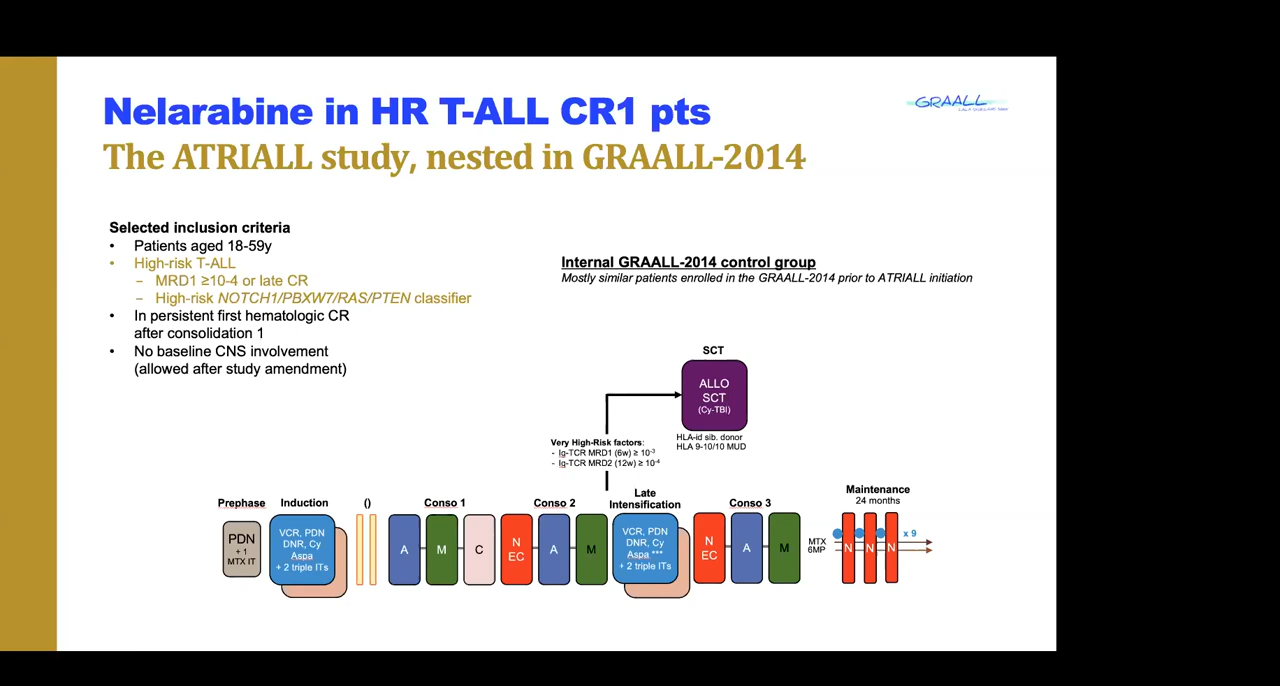 Nelarabine in HR T-ALL CR1 pts
GRAALL
The ATRIALL study, nested in GRAALL-2014
Selected inclusion criteria
• Patients aged 18-59y
• High-risk T-ALL
– MRD1 ≥10-4 or late CR
– High-risk NOTCH1/PBXW7/RAS/PTEN classifier
• In persistent first hematologic CR
after consolidation 1
• No baseline CNS involvement
(allowed after study amendment)
Internal GRAALL-2014 control group
Mostly similar patients enrolled in the GRAALL-2014 prior to ATRIALL initiation
SCT
ALLO
SCT
(Cy-TBI)
HLA-id sib. donor
HLA 9-10/10 MUD
Very High-Risk factors:
- Ig-TCR MRD1 (6w) ≥ 10-3
- Ig-TCR MRD2 (12w) ≥ 10-4
Prephase
PDN
+ 1
MTX IT
Induction
VCR, PDN
DNR, Cy
Aspa
+ 2 triple ITs
()
Conso 1
A
M
C
Conso 2
N
EC
A
M
Late
Intensification
VCR, PDN
DNR, Cy
Aspa ***
+ 2 triple ITs
Conso 3
N
EC
A
M
Maintenance
24 months
MTX
6MP
N
N
N
x 9